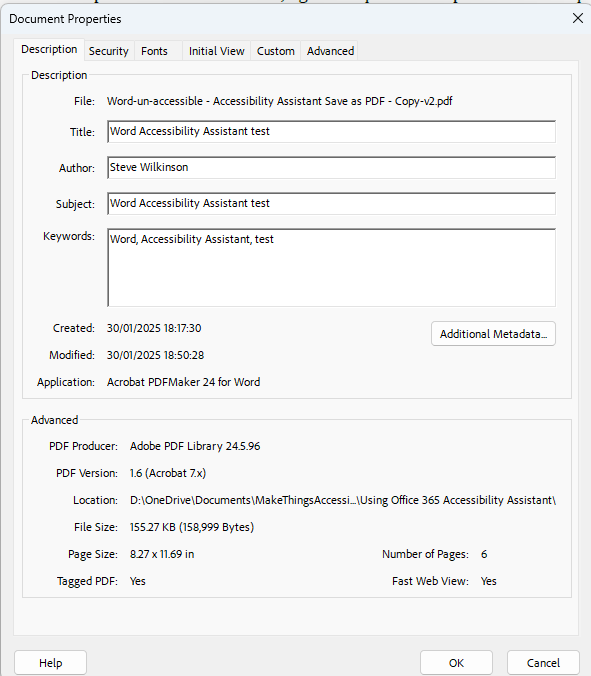 Document Properties
Description Security Fonts Initial View Custom Advanced
Description
File: Word-un-accessible - Accessibility Assistant Save as PDF - Copy-v2.pdf
Title: Word Accessibility Assistant test
Author: Steve Wilkinson
Subject: Word Accessibility Assistant test
Keywords: Word, Accessibility Assistant, test
Created: 30/01/2025 18:17:30
Additional Metadata...
Modified: 30/01/2025 18:50:28
Application: Acrobat PDFMaker 24 for Word
Advanced
PDF Producer: Adobe PDF Library 24.5.96
PDF Version: 1.6 (Acrobat 7.x)
Location: D:\OneDrive\Documents\MakeThingsAccessi...\Using Office 365 Accessibility Assistant\
File Size: 155.27 KB (158,999 Bytes)
Page Size: 8.27 x 11.69 in Number of Pages: 6
Tagged PDF: Yes Fast Web View: Yes
Help OK Cancel